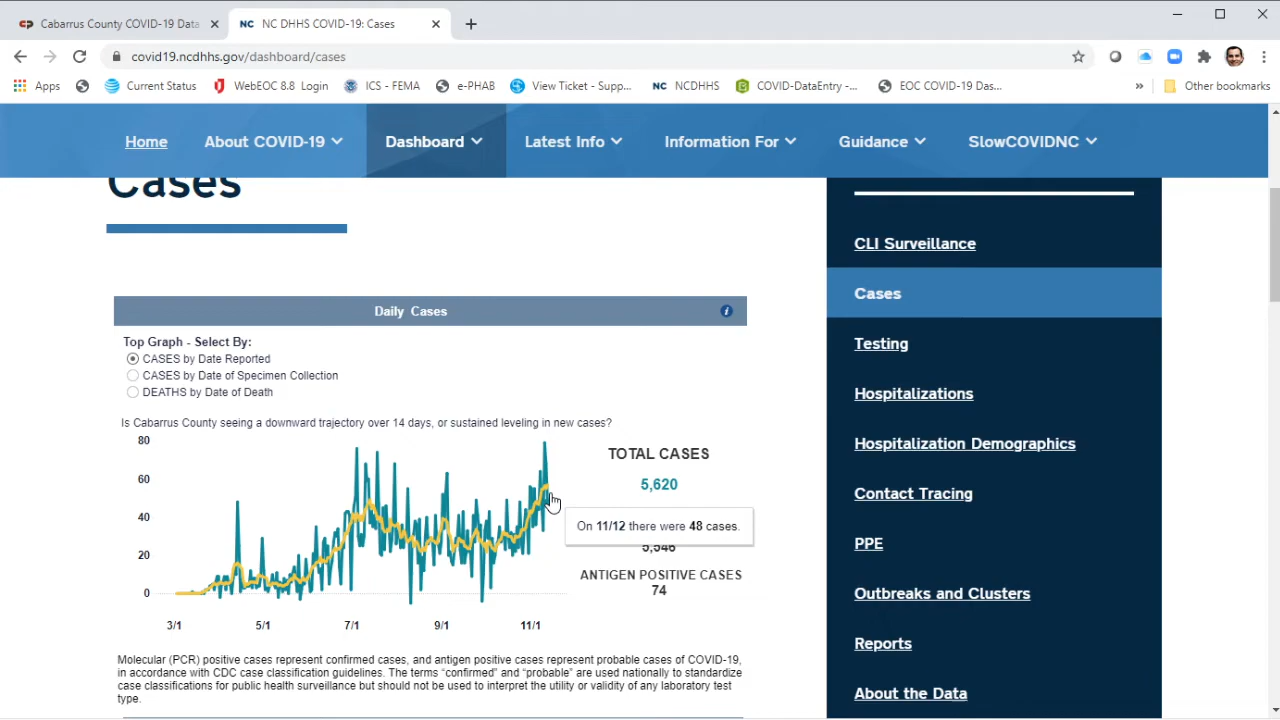 Cabarrus County COVID-19 Data
NC DHHS COVID-19: Cases
covid19.ncdhhs.gov/dashboard/cases
Apps
Current Status
WebEOC 8.8 Login
ICS - FEMA
e-PHAB
View Ticket - Supp...
NC NCDHHS
COVID-DataEntry -...
EOC COVID-19 Das...
»
Other bookmarks
Home
About COVID-19
Dashboard
Latest Info
Information For
Guidance
SlowCOVIDNC
Cases
Daily Cases
Top Graph - Select By:
CASES by Date Reported
CASES by Date of Specimen Collection
DEATHS by Date of Death
Is Cabarrus County seeing a downward trajectory over 14 days, or sustained leveling in new cases?
80
60
40
20
0
3/1 5/1 7/1 9/1 11/1
TOTAL CASES
5,620
On 11/12 there were 48 cases.
5,546
ANTIGEN POSITIVE CASES
74
Molecular (PCR) positive cases represent confirmed cases, and antigen positive cases represent probable cases of COVID-19,
in accordance with CDC case classification guidelines. The terms “confirmed” and “probable” are used nationally to standardize
case classifications for public health surveillance but should not be used to interpret the utility or validity of any laboratory test
type.
CLI Surveillance
Cases
Testing
Hospitalizations
Hospitalization Demographics
Contact Tracing
PPE
Outbreaks and Clusters
Reports
About the Data